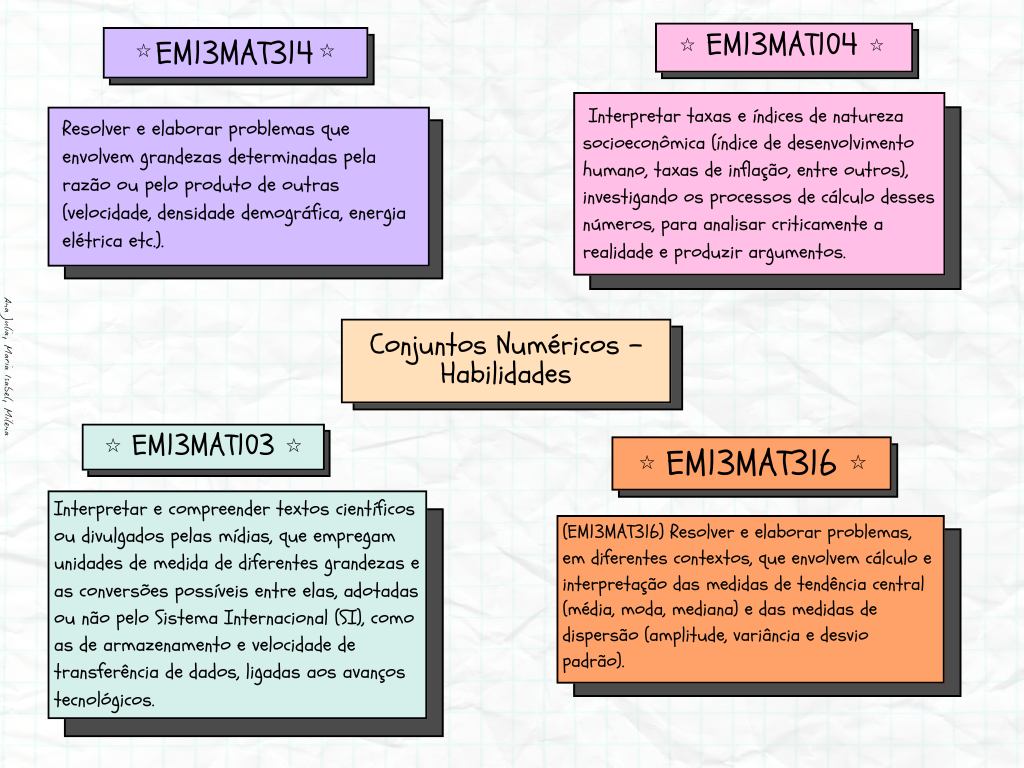 ☆ EM13MAT314 ☆
Resolver e elaborar problemas que
envolvem grandezas determinadas pela
razão ou pelo produto de outras
(velocidade, densidade demográfica, energia
elétrica etc.).
☆ EM13MAT104 ☆
Interpretar taxas e índices de natureza
socioeconômica (índice de desenvolvimento
humano, taxas de inflação, entre outros),
investigando os processos de cálculo desses
números, para analisar criticamente a
realidade e produzir argumentos.
Ana Julia, Maria Isabel, Milena
Conjuntos Numéricos -
Habilidades
☆ EM13MAT103 ☆
Interpretar e compreender textos científicos
ou divulgados pelas mídias, que empregam
unidades de medida de diferentes grandezas e
as conversões possíveis entre elas, adotadas
ou não pelo Sistema Internacional (SI), como
as de armazenamento e velocidade de
transferência de dados, ligadas aos avanços
tecnológicos.
☆ EM13MAT316 ☆
(EM13MAT316) Resolver e elaborar problemas,
em diferentes contextos, que envolvem cálculo e
interpretação das medidas de tendência central
(média, moda, mediana) e das medidas de
dispersão (amplitude, variância e desvio
padrão).